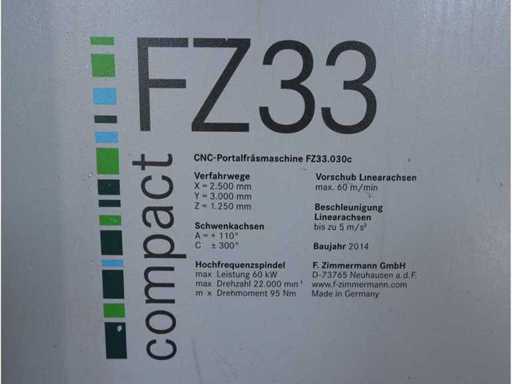 FZ33
compact
CNC-Portalfräsmaschine FZ33.030c
Verfahrwege
X = 2.500 mm
Y = 3.000 mm
Z = 1.250 mm
Schwenkachsen
A = + 110°
C ± 300°
Hochfrequenzspindel
max Leistung 60 kW
max Drehzahl 22.000 min⁻¹
m x Drehmoment 95 Nm
Vorschub Linearachsen
max. 60 m/min
Beschleunigung
Linearachsen
bis zu 5 m/s²
Baujahr 2014
F. Zimmermann GmbH
D-73765 Neuhausen a.d.F.
www.f-zimmermann.com
Made in Germany